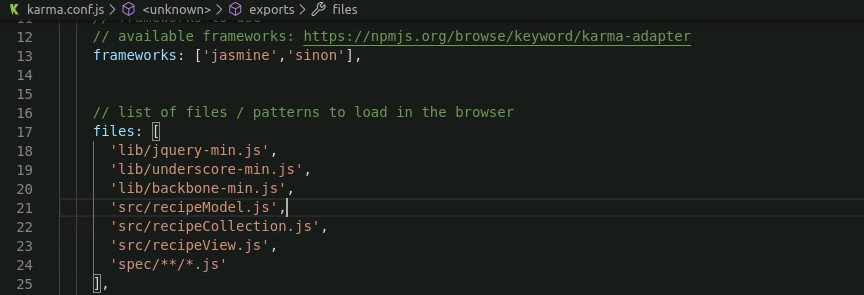 karma.conf.js > <unknown> > exports > files
11 // frameworks to use
12 // available frameworks: https://npmjs.org/browse/keyword/karma-adapter
13 frameworks: ['jasmine','sinon'],
14
15
16 // list of files / patterns to load in the browser
17 files: [
18 'lib/jquery-min.js',
19 'lib/underscore-min.js',
20 'lib/backbone-min.js',
21 'src/recipeModel.js',
22 'src/recipeCollection.js',
23 'src/recipeView.js',
24 'spec/**/*.js'
25 ],